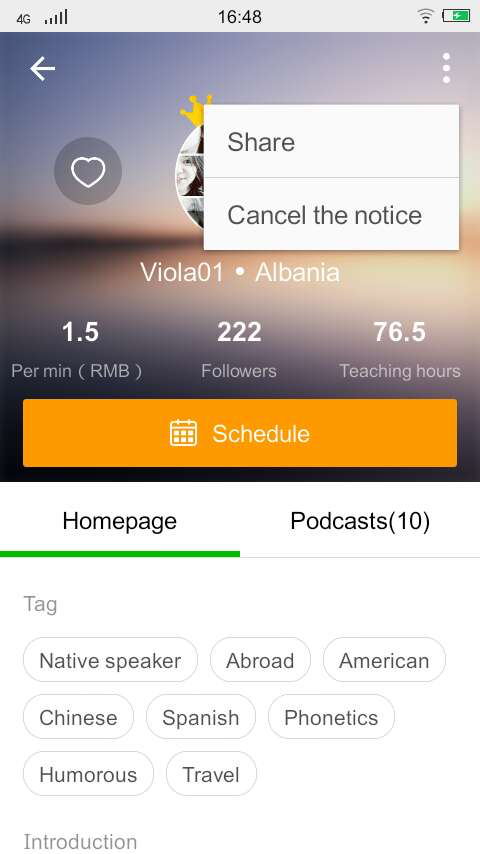 4G 16:48
Share
Cancel the notice
Viola01 • Albania
1.5 222 76.5
Per min ( RMB ) Followers Teaching hours
Schedule
Homepage Podcasts(10)
Tag
Native speaker Abroad American
Chinese Spanish Phonetics
Humorous Travel
Introduction